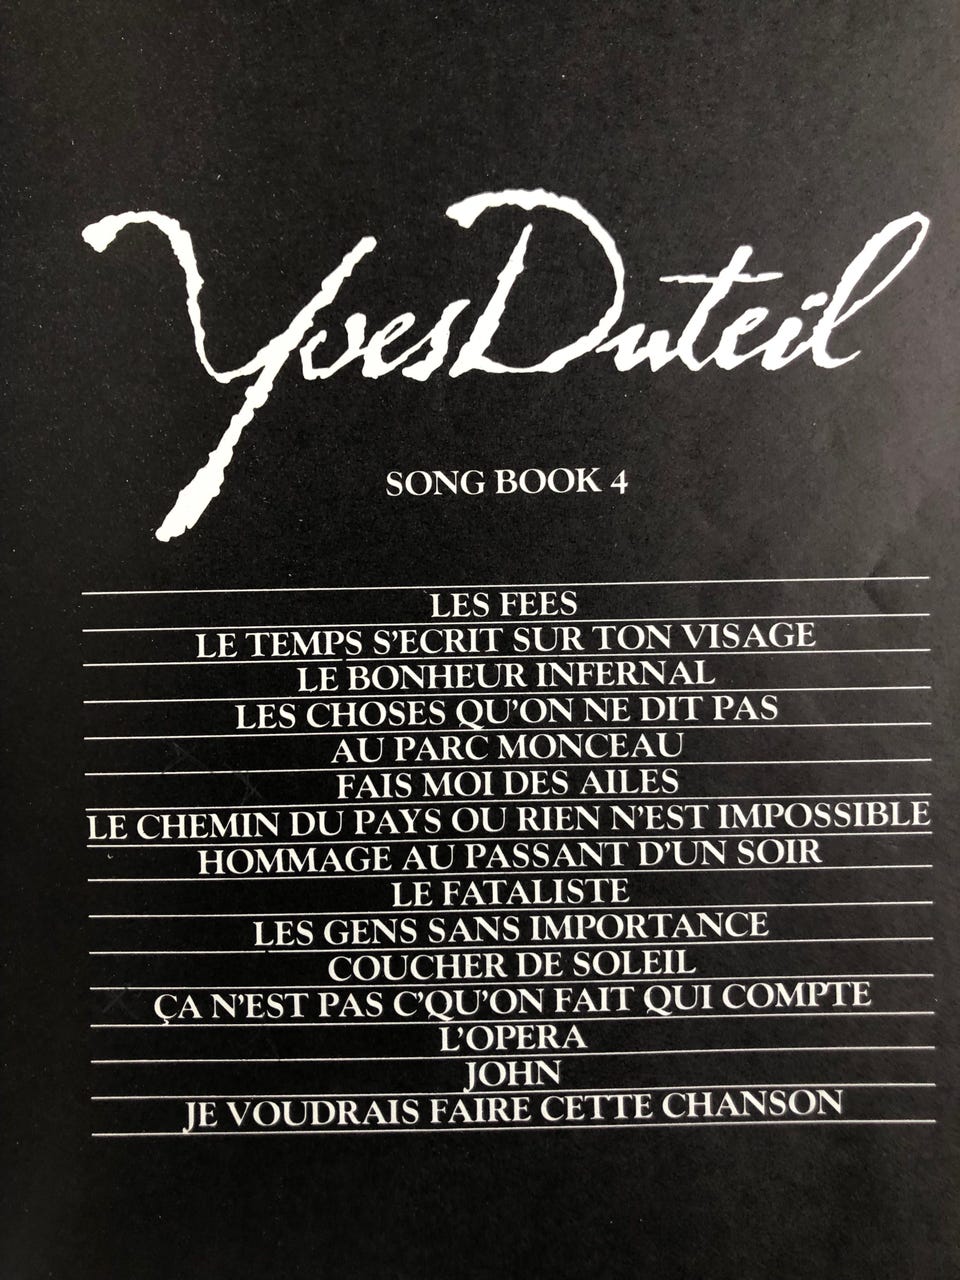 Yves Duteil
SONG BOOK 4
LES FEES
LE TEMPS S'ECRIT SUR TON VISAGE
LE BONHEUR INFERNAL
LES CHOSES QU'ON NE DIT PAS
AU PARC MONCEAU
FAIS MOI DES AILES
LE CHEMIN DU PAYS OU RIEN N'EST IMPOSSIBLE
HOMMAGE AU PASSANT D'UN SOIR
LE FATALISTE
LES GENS SANS IMPORTANCE
COUCHER DE SOLEIL
ÇA N'EST PAS C'QU'ON FAIT QUI COMPTE
L'OPERA
JOHN
JE VOUDRAIS FAIRE CETTE CHANSON